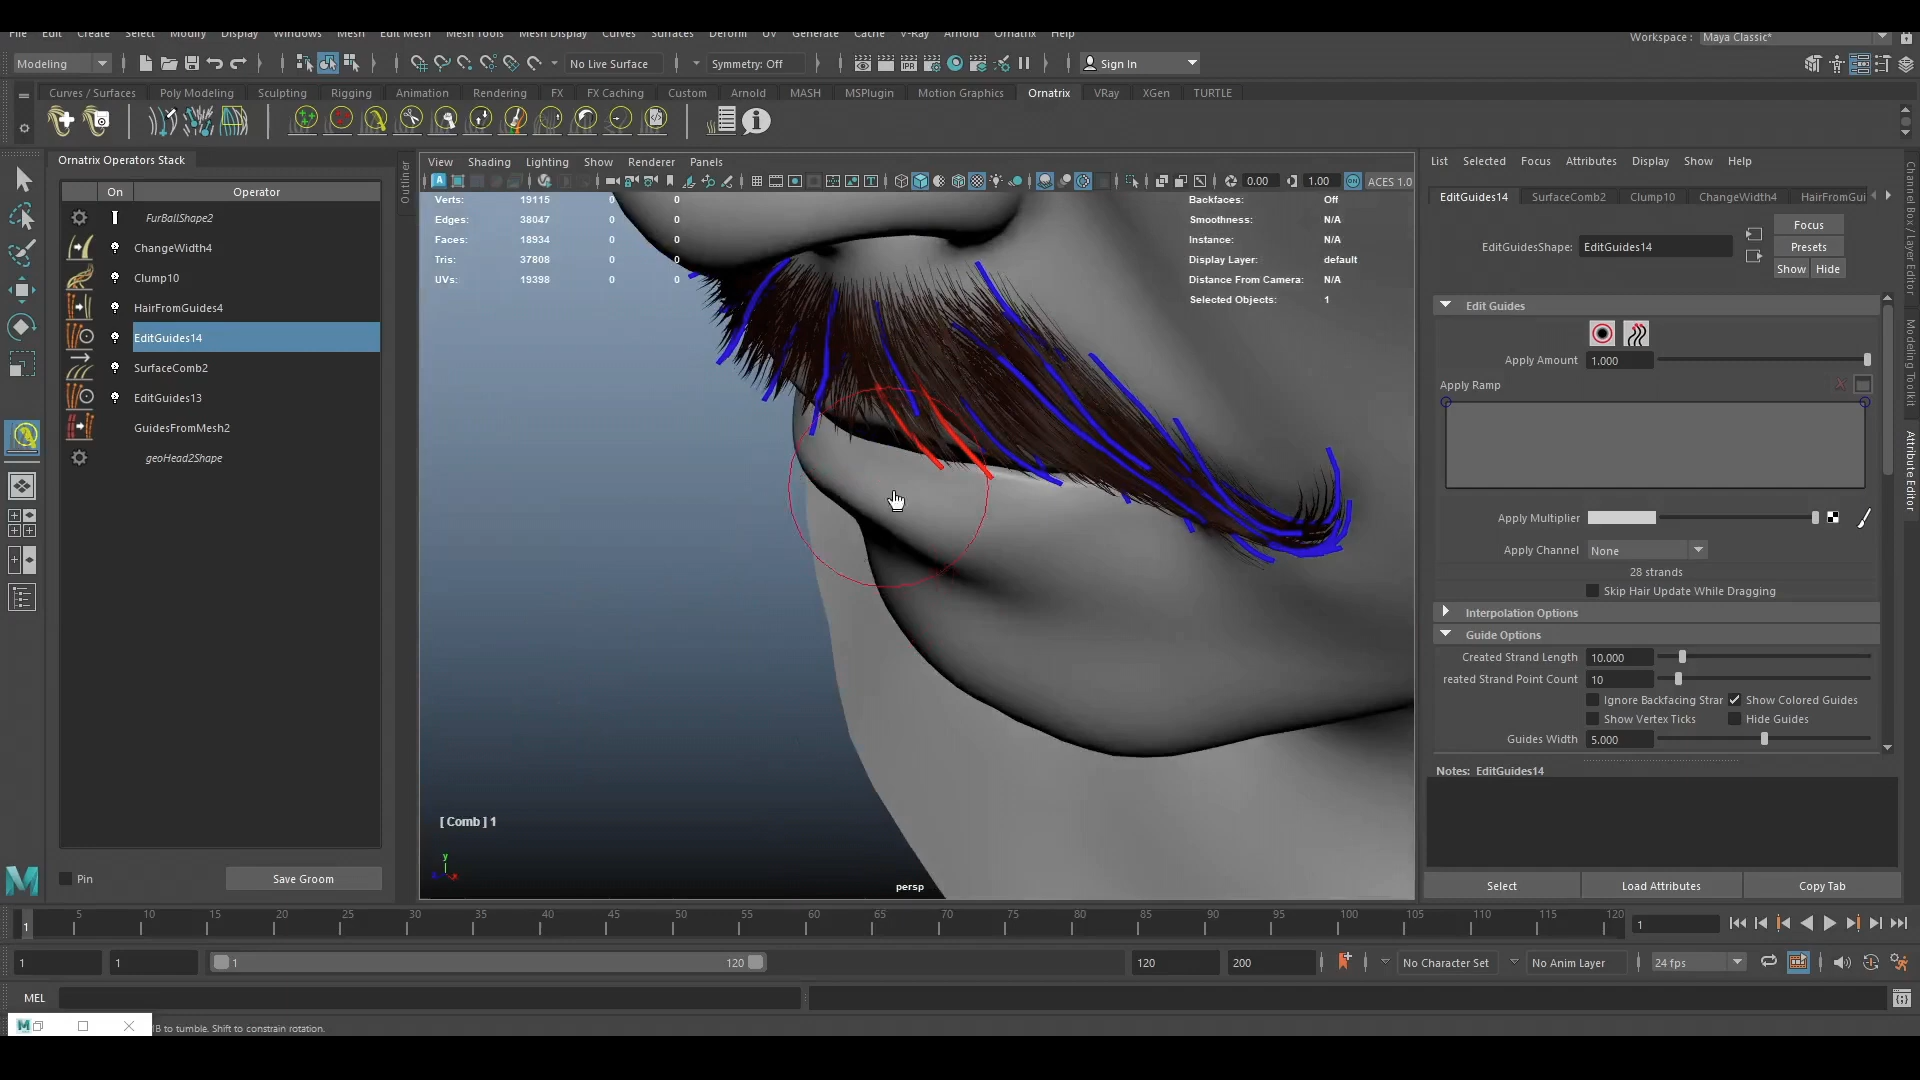 File Edit Create Select Modify Display Windows Mesh Edit Mesh Mesh Tools Mesh Display Curves Surfaces Deform UV Generate Cache V-Ray Arnold Ornatrix Help
Workspace : Maya Classic*
Modeling No Live Surface Symmetry: Off Sign In
Curves / Surfaces Poly Modeling Sculpting Rigging Animation Rendering FX FX Caching Custom Arnold MASH MSPlugin Motion Graphics Ornatrix VRay XGen TURTLE
Ornatrix Operators Stack
On Operator
FurBallShape2
ChangeWidth4
Clump10
HairFromGuides4
EditGuides14
SurfaceComb2
EditGuides13
GuidesFromMesh2
geoHead2Shape
Pin
Save Groom
Outliner
View Shading Lighting Show Renderer Panels
0.00 1.00 ACES 1.0
Verts: 19115 0 0
Edges: 38047 0 0
Faces: 18934 0 0
Tris: 37808 0 0
UVs: 19398 0 0
Backfaces: Off
Smoothness: N/A
Instance: N/A
Display Layer: default
Distance From Camera: N/A
Selected Objects: 1
[ Comb ] 1
y
persp
List Selected Focus Attributes Display Show Help
EditGuides14 SurfaceComb2 Clump10 ChangeWidth4 HairFromGui
EditGuidesShape: EditGuides14
Focus
Presets
Show Hide
Edit Guides
Apply Amount 1.000
Apply Ramp
Apply Multiplier
Apply Channel None
28 strands
Skip Hair Update While Dragging
Interpolation Options
Guide Options
Created Strand Length 10.000
reated Strand Point Count 10
Ignore Backfacing Strar Show Colored Guides
Show Vertex Ticks Hide Guides
Guides Width 5.000
Notes: EditGuides14
Select Load Attributes Copy Tab
Channel Box / Layer Editor
Modeling Toolkit
Attribute Editor
5 10 15 20 25 30 35 40 45 50 55 60 65 70 75 80 85 90 95 100 105 110 115 120
1
1
1 1 1 120 120 200 No Character Set No Anim Layer 24 fps
MEL
B to tumble. Shift to constrain rotation.